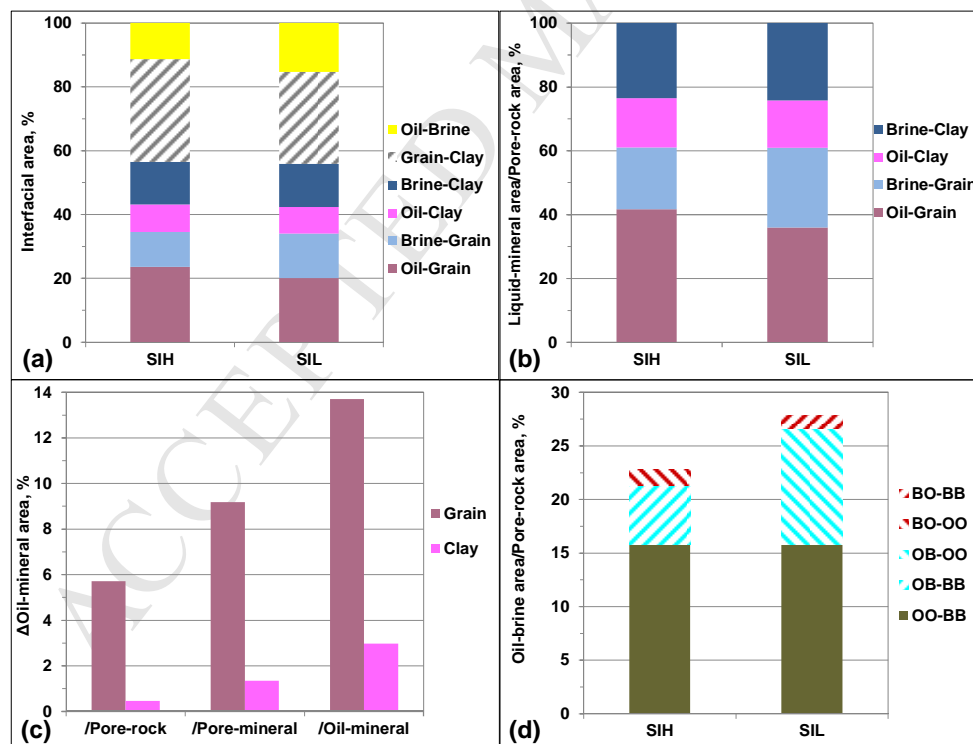 100
80
60
40
20
0
Interfacial area, %
SIH
SIL
Oil-Brine
Grain-Clay
Brine-Clay
Oil-Clay
Brine-Grain
Oil-Grain
(a)
100
80
60
40
20
0
Liquid-mineral area/Pore-rock area, %
SIH
SIL
Brine-Clay
Oil-Clay
Brine-Grain
Oil-Grain
(b)
14
12
10
8
6
4
2
0
ΔOil-mineral area, %
/Pore-rock
/Pore-mineral
/Oil-mineral
Grain
Clay
(c)
30
25
20
15
10
5
0
Oil-brine area/Pore-rock area, %
SIH
SIL
BO-BB
BO-OO
OB-OO
OB-BB
OO-BB
(d)
ACCEPTED MA